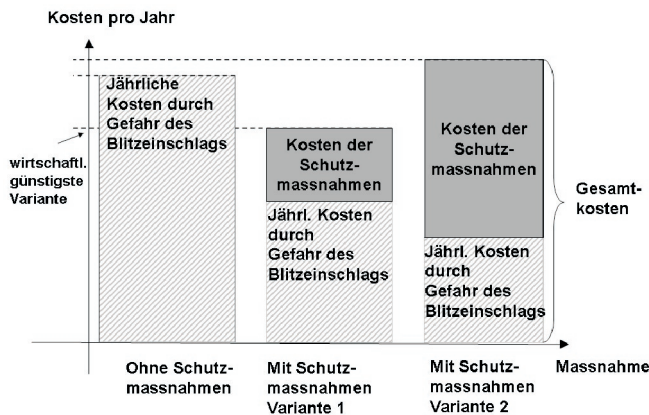 Kosten pro Jahr
Jährliche
Kosten durch
Gefahr des
Blitzeinschlags
wirtschaftl.
günstigste
Variante
Kosten der
Schutz-
massnahmen
Jährl. Kosten
durch
Gefahr des
Blitzeinschlags
Kosten der
Schutz-
massnahmen
Jährl. Kosten
durch
Gefahr des
Blitzeinschlags
Gesamt-
kosten
Ohne Schutz-
massnahmen
Mit Schutz-
massnahmen
Variante 1
Mit Schutz-
massnahmen
Variante 2
Massnahme